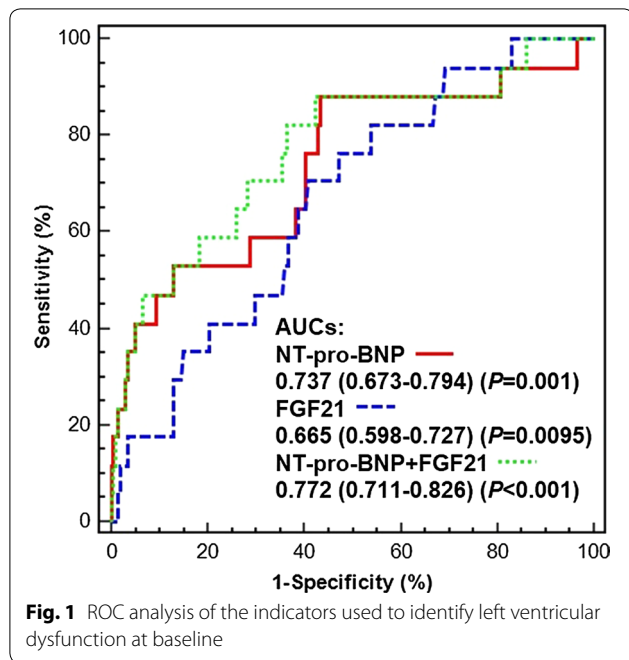 100
80
60
40
20
0
Sensitivity (%)
AUCs:
NT-pro-BNP
0.737 (0.673-0.794) (P=0.001)
FGF21
0.665 (0.598-0.727) (P=0.0095)
NT-pro-BNP+FGF21
0.772 (0.711-0.826) (P<0.001)
0 20 40 60 80 100
1-Specificity (%)
Fig. 1 ROC analysis of the indicators used to identify left ventricular
dysfunction at baseline